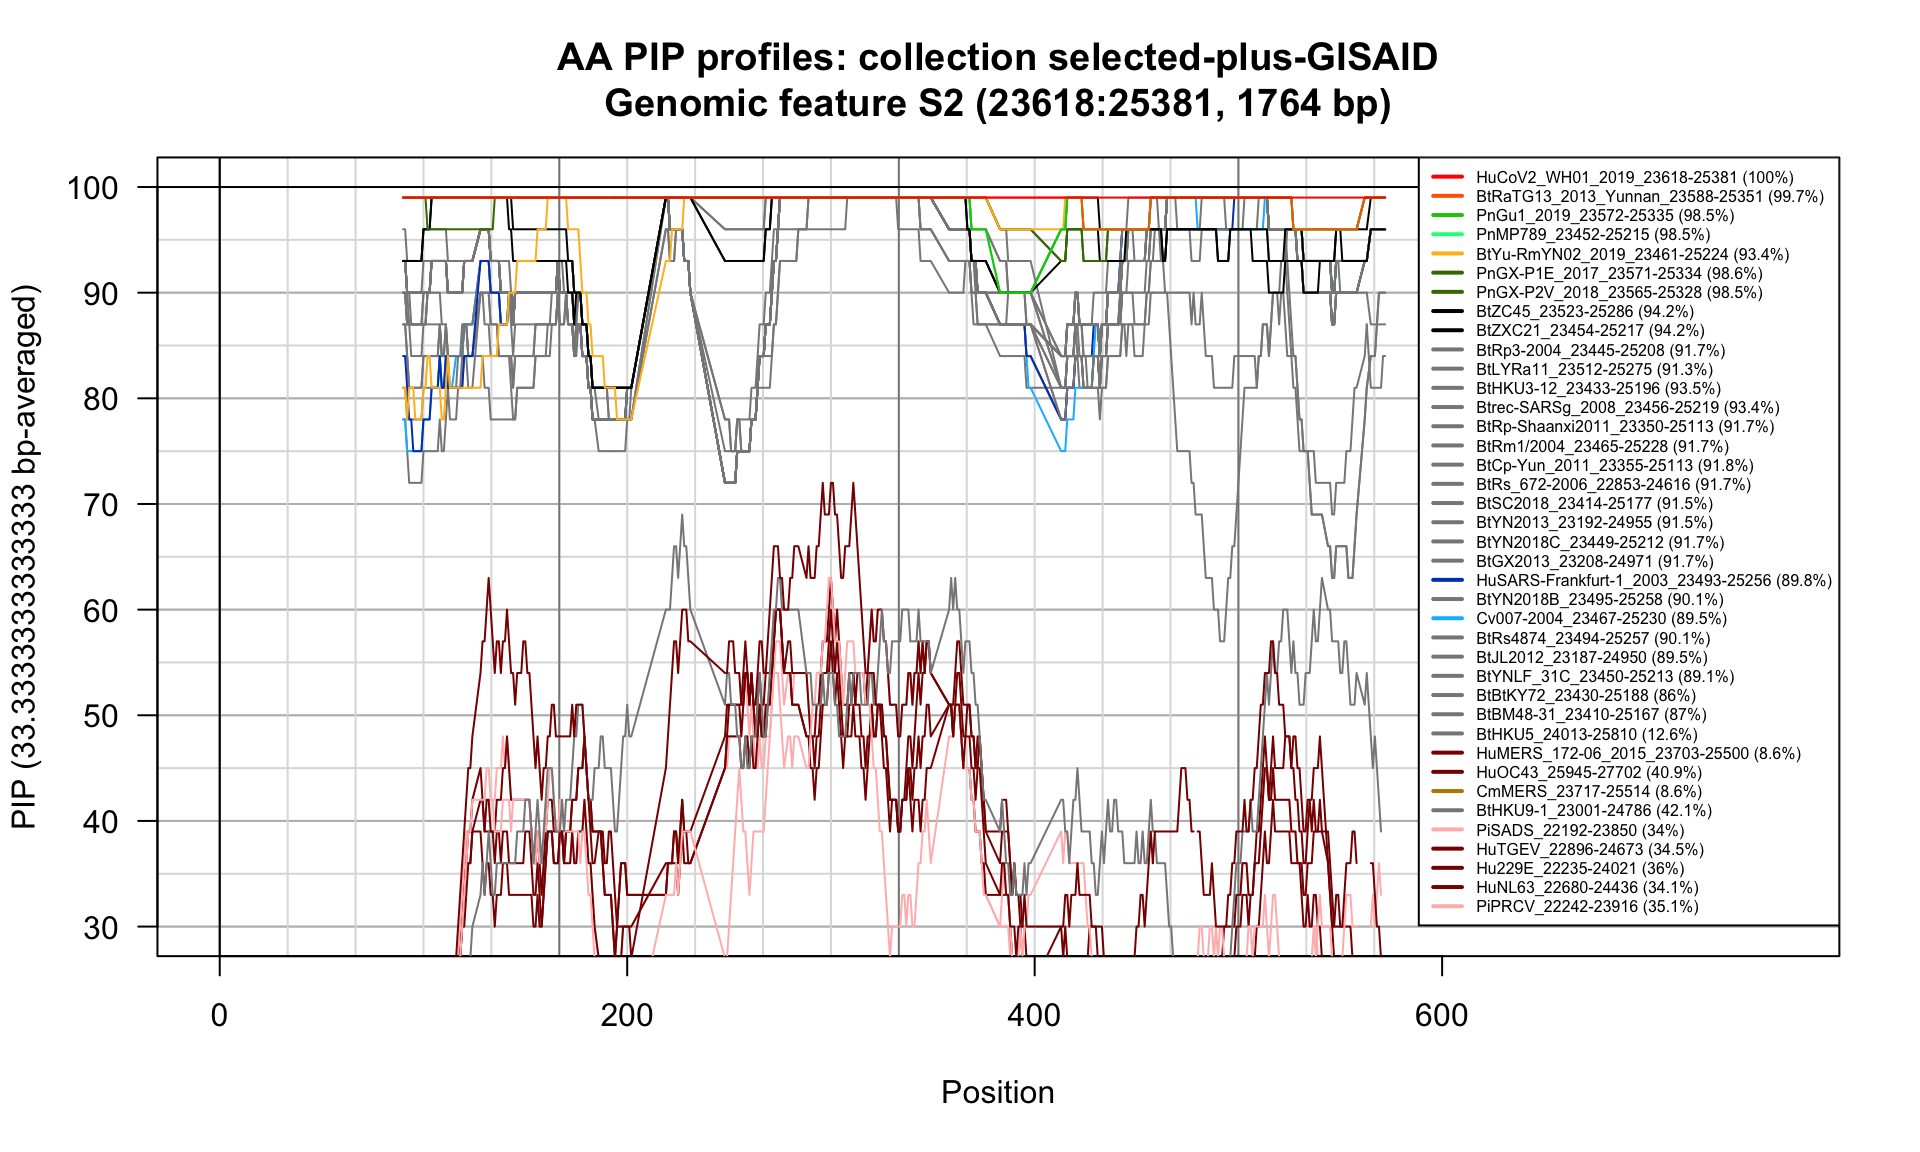 AA PIP profiles: collection selected-plus-GISAID
Genomic feature S2 (23618:25381, 1764 bp)
PIP (33.3333333333333 bp-averaged)
100
90
80
70
60
50
40
30
0
200
400
600
Position
HuCoV2_WH01_2019_23618-25381 (100%)
BtRaTG13_2013_Yunnan_23588-25351 (99.7%)
PnGu1_2019_23572-25335 (98.5%)
PnMP789_23452-25215 (98.5%)
BtYu-RmYN02_2019_23461-25224 (93.4%)
PnGX-P1E_2017_23571-25334 (98.6%)
PnGX-P2V_2018_23565-25328 (98.5%)
BtZC45_23523-25286 (94.2%)
BtZXC21_23454-25217 (94.2%)
BtRp3-2004_23445-25208 (91.7%)
BtLYRa11_23512-25275 (91.3%)
BtHKU3-12_23433-25196 (93.5%)
Btrec-SARSg_2008_23456-25219 (93.4%)
BtRp-Shaanxi2011_23350-25113 (91.7%)
BtRm1/2004_23465-25228 (91.7%)
BtCp-Yun_2011_23355-25113 (91.8%)
BtRs_672-2006_22853-24616 (91.7%)
BtSC2018_23414-25177 (91.5%)
BtYN2013_23192-24955 (91.5%)
BtYN2018C_23449-25212 (91.7%)
BtGX2013_23208-24971 (91.7%)
HuSARS-Frankfurt-1_2003_23493-25256 (89.8%)
BtYN2018B_23495-25258 (90.1%)
Cv007-2004_23467-25230 (89.5%)
BtRs4874_23494-25257 (90.1%)
BtJL2012_23187-24950 (89.5%)
BtYNLF_31C_23450-25213 (89.1%)
BtBtKY72_23430-25188 (86%)
BtBM48-31_23410-25167 (87%)
BtHKU5_24013-25810 (12.6%)
HuMERS_172-06_2015_23703-25500 (8.6%)
HuOC43_25945-27702 (40.9%)
CmMERS_23717-25514 (8.6%)
BtHKU9-1_23001-24786 (42.1%)
PiSADS_22192-23850 (34%)
HuTGEV_22896-24673 (34.5%)
Hu229E_22235-24021 (36%)
HuNL63_22680-24436 (34.1%)
PiPRCV_22242-23916 (35.1%)